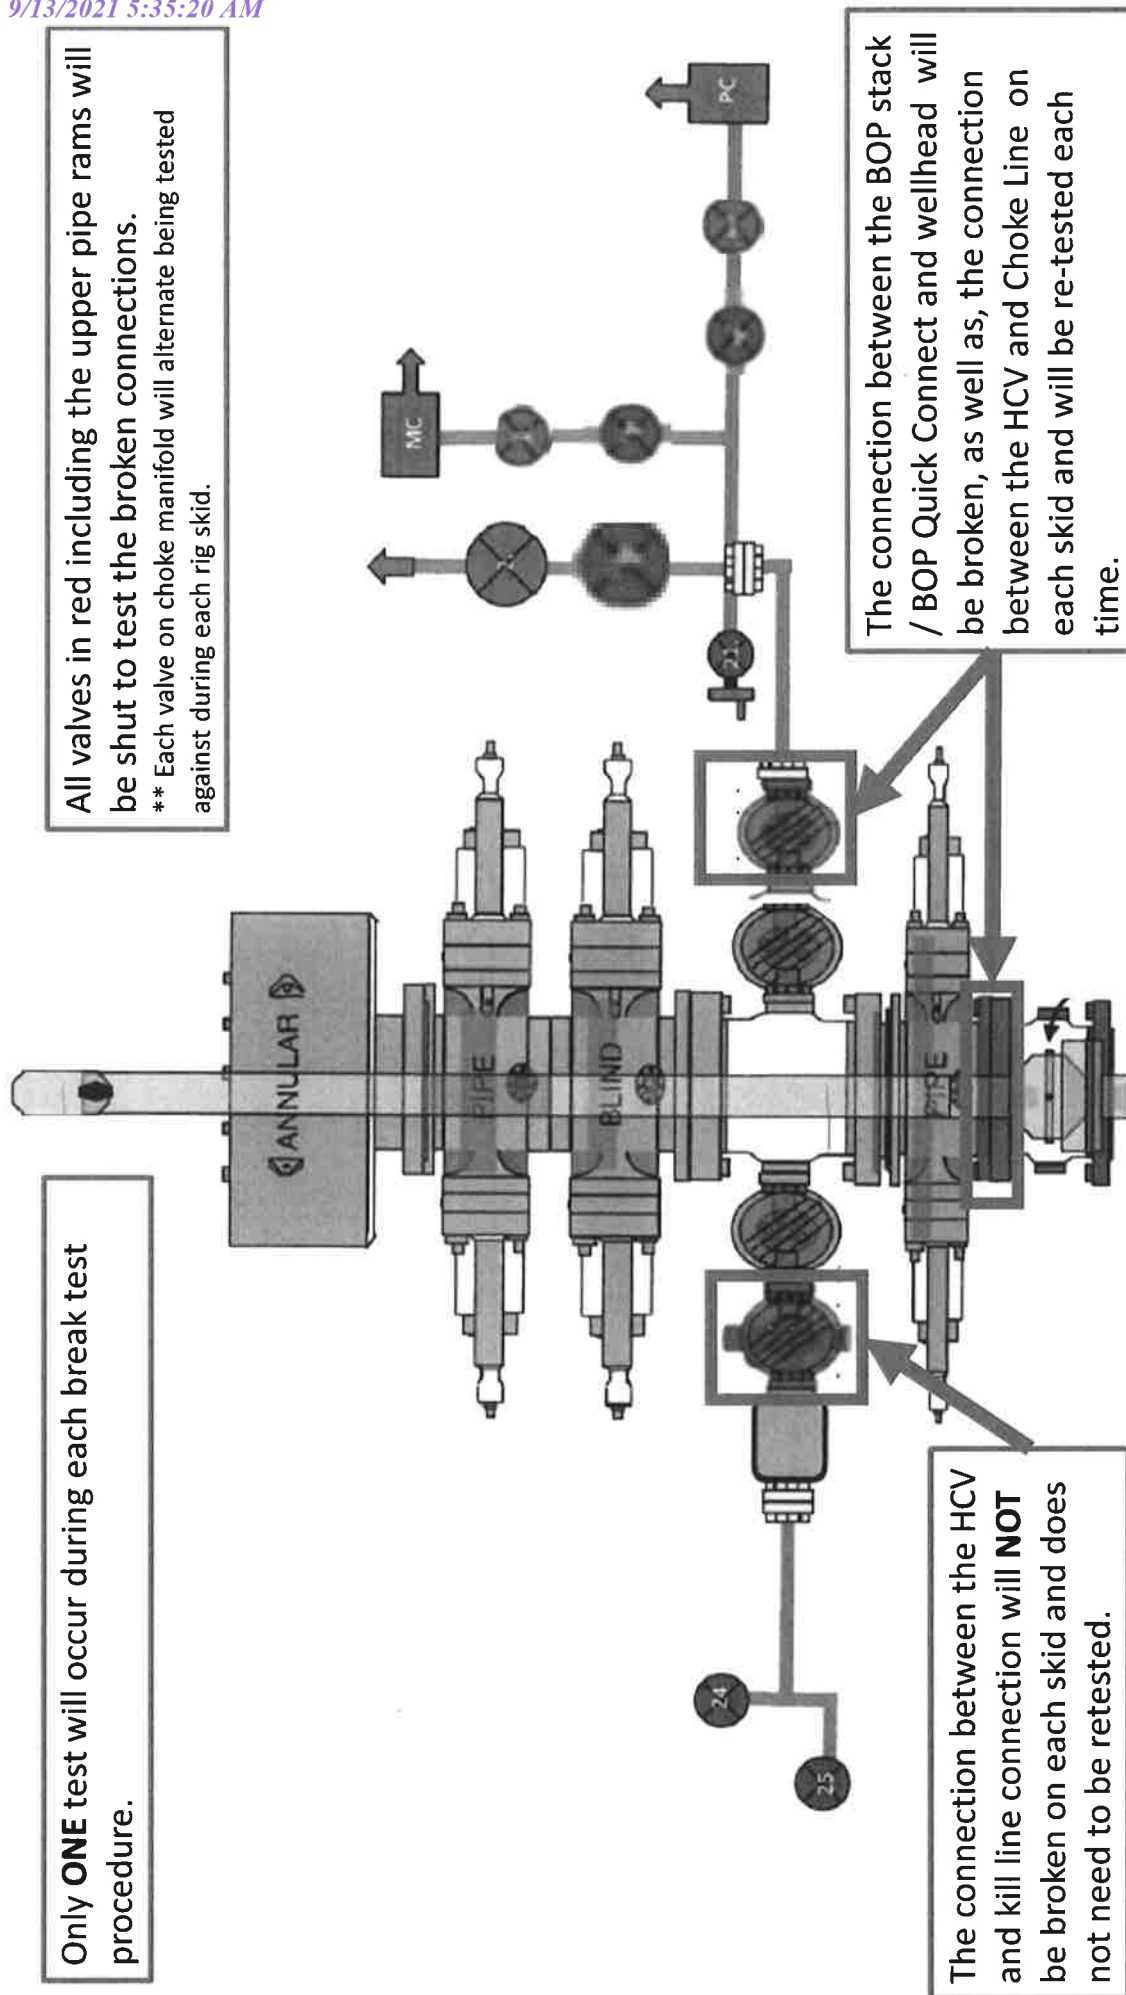 9/13/2021 5:35:20 AM
Only ONE test will occur during each break test
procedure.
All valves in red including the upper pipe rams will
be shut to test the broken connections.
** Each valve on choke manifold will alternate being tested
against during each rig skid.
ANNULAR
PIPE
BLIND
PIPE
MC
PC
23
24
25
The connection between the HCV
and kill line connection will NOT
be broken on each skid and does
not need to be retested.
The connection between the BOP stack
/ BOP Quick Connect and wellhead will
be broken, as well as, the connection
between the HCV and Choke Line on
each skid and will be re-tested each
time.